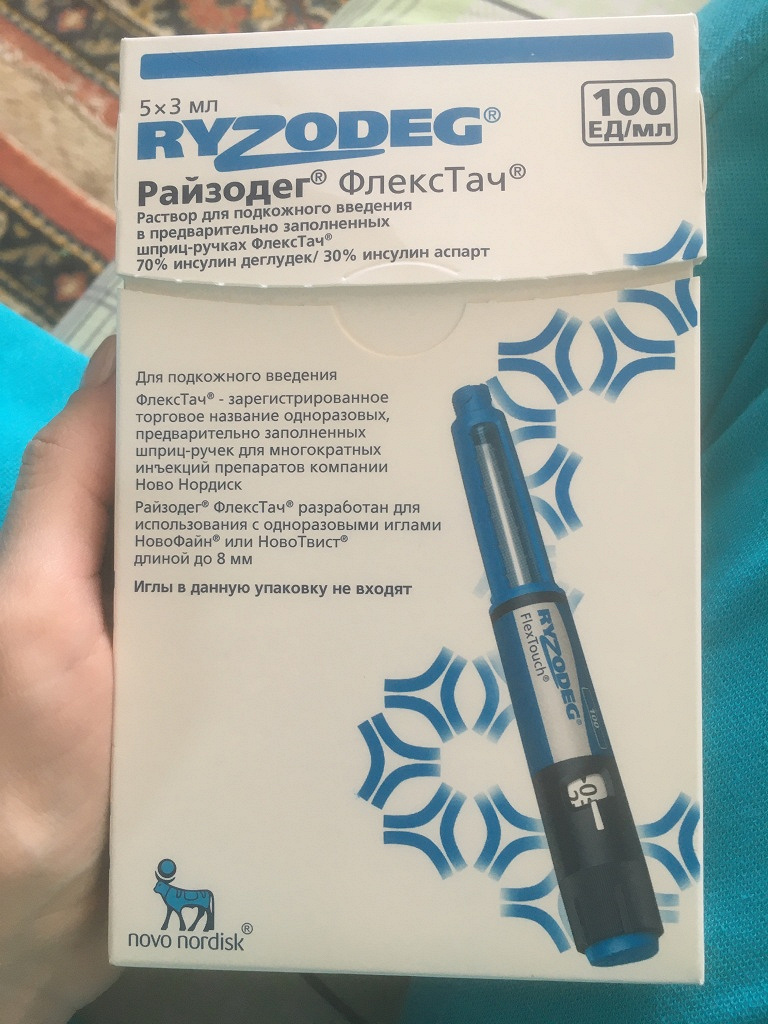 5×3 мл
RYZODEG®
100
ЕД/мл
Райзодег® ФлексТач®
Раствор для подкожного введения
в предварительно заполненных
шприц-ручках ФлексТач®
70% инсулин деглудек/ 30% инсулин аспарт
Для подкожного введения
ФлексТач® - зарегистрированное
торговое название одноразовых,
предварительно заполненных
шприц-ручек для многократных
инъекций препаратов компании
Ново Нордиск
Райзодег® ФлексТач® разработан для
использования с одноразовыми иглами
НовоФайн® или НовоТвист®
длиной до 8 мм
Иглы в данную упаковку не входят
RYZODEG®
FlexTouch®
100
0
novo nordisk®